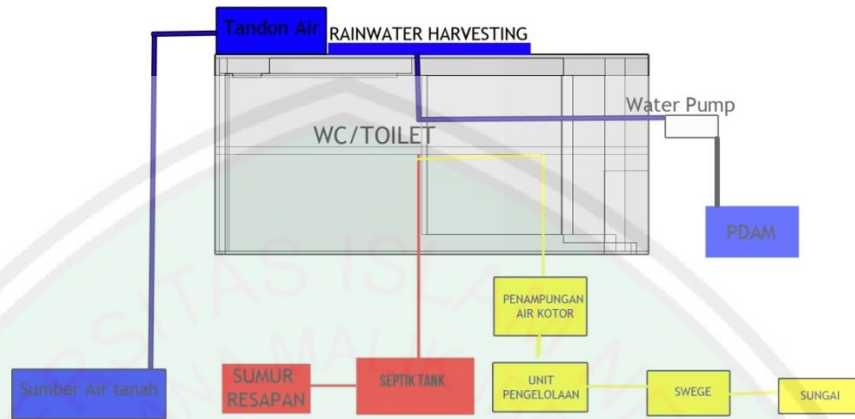 Tandon Air
RAINWATER HARVESTING
Water Pump
WC/TOILET
PDAM
PENAMPUNGAN
AIR KOTOR
Sumber Air tanah
SUMUR
RESAPAN
SEPTIK TANK
UNIT
PENGELOLAAN
SWEGE
SUNGAI